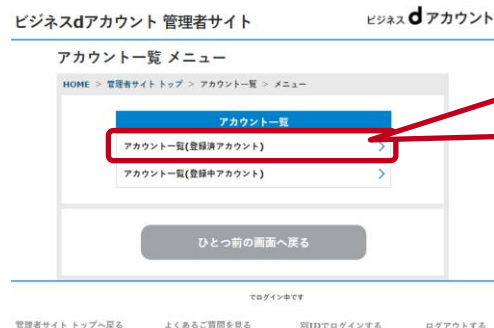 ビジネスdアカウント 管理者サイト
ビジネス d アカウント
アカウント一覧 メニュー
HOME > 管理者サイト トップ > アカウント一覧 > メニュー
アカウント一覧
アカウント一覧(登録済アカウント)
アカウント一覧(登録中アカウント)
ひとつ前の画面へ戻る
でログイン中です
管理者サイト トップへ戻る よくあるご質問を見る 別IDでログインする ログアウトする